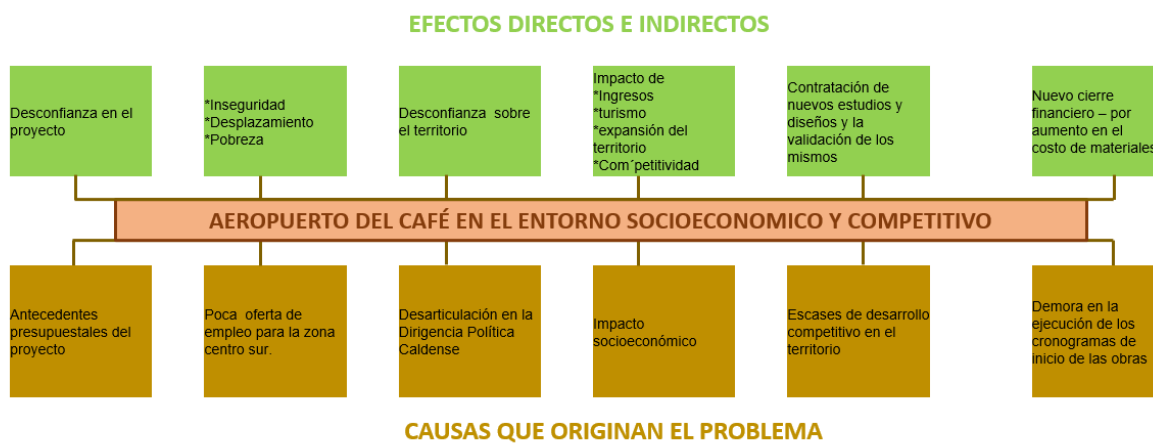 EFECTOS DIRECTOS E INDIRECTOS
Desconfianza en el
proyecto
*Inseguridad
*Desplazamiento
*Pobreza
Desconfianza sobre
el territorio
Impacto de
*Ingresos
*turismo
*expansión del
territorio
*Com´petitividad
Contratación de
nuevos estudios y
diseños y la
validación de los
mismos
Nuevo cierre
financiero – por
aumento en el
costo de materiales
AEROPUERTO DEL CAFÉ EN EL ENTORNO SOCIOECONOMICO Y COMPETITIVO
Antecedentes
presupuestales del
proyecto
Poca oferta de
empleo para la zona
centro sur.
Desarticulación en la
Dirigencia Política
Caldense
Impacto
socioeconómico
Escases de desarrollo
competitivo en el
territorio
Demora en la
ejecución de los
cronogramas de
inicio de las obras
CAUSAS QUE ORIGINAN EL PROBLEMA